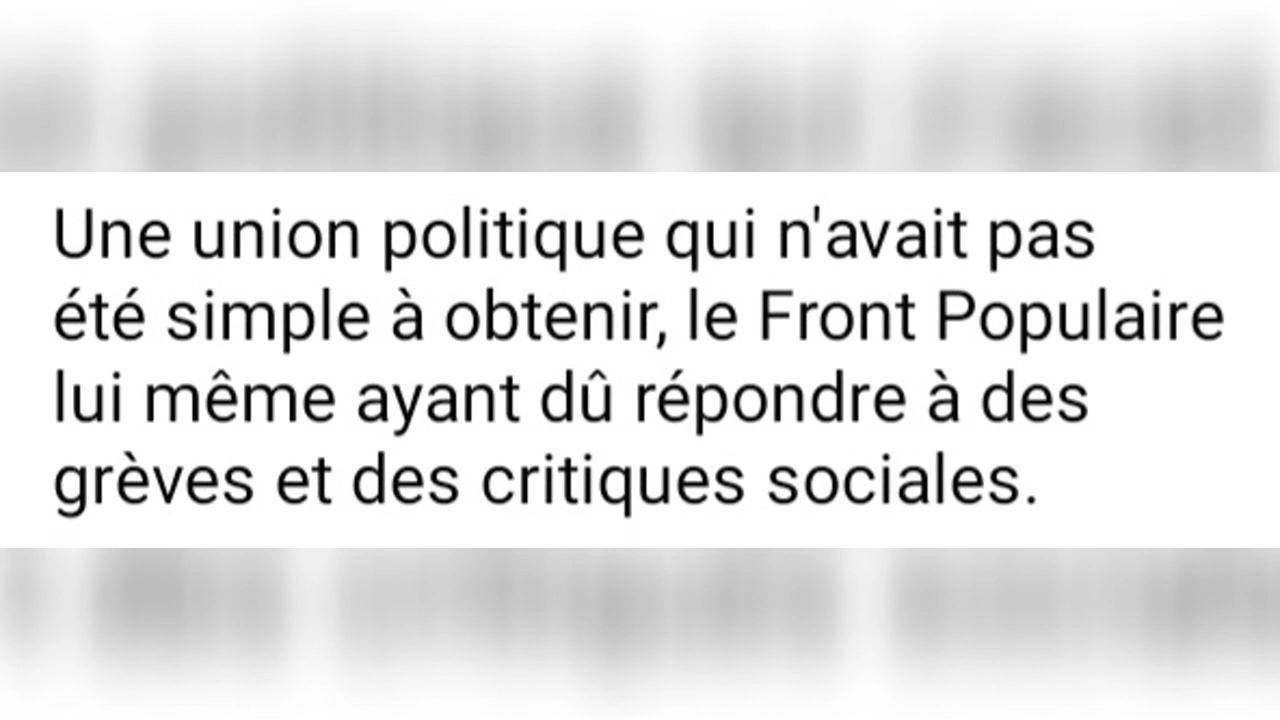 Une union politique qui n'avait pas
été simple à obtenir, le Front Populaire
lui même ayant dû répondre à des
grèves et des critiques sociales.